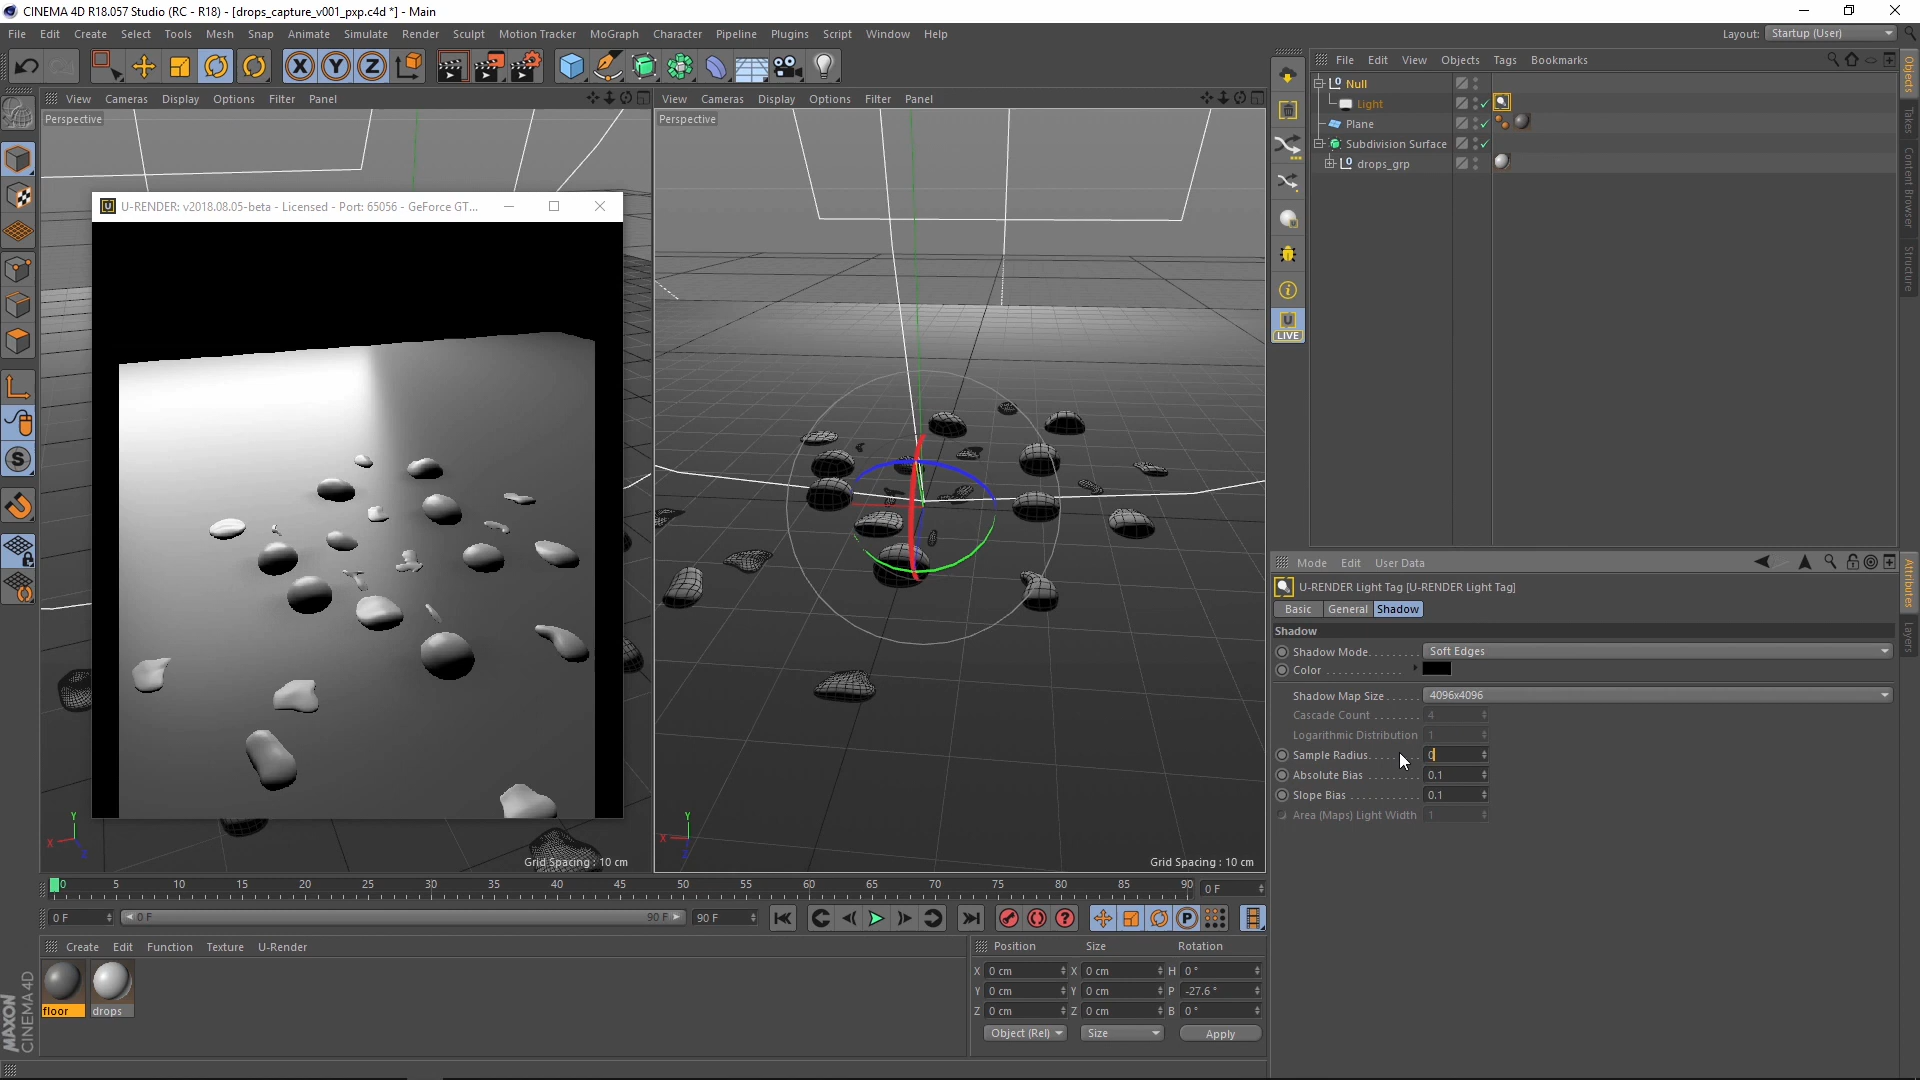 CINEMA 4D R18.057 Studio (RC - R18) - [drops_capture_v001_pxp.c4d *] - Main
File Edit Create Select Tools Mesh Snap Animate Simulate Render Sculpt Motion Tracker MoGraph Character Pipeline Plugins Script Window Help
Layout: Startup (User)
X Y Z
View Cameras Display Options Filter Panel
Perspective
U-RENDER: v2018.08.05-beta - Licensed - Port: 65056 - GeForce GT...
Grid Spacing : 10 cm
Y
X
Z
View Cameras Display Options Filter Panel
Perspective
Grid Spacing : 10 cm
Y
X
Z
U
LIVE
File Edit View Objects Tags Bookmarks
Null
Light
Plane
Subdivision Surface
drops_grp
Objects
Takes
Content Browser
Structure
Mode Edit User Data
U-RENDER Light Tag [U-RENDER Light Tag]
Basic General Shadow
Shadow
Shadow Mode Soft Edges
Color
Shadow Map Size 4096x4096
Cascade Count 4
Logarithmic Distribution 1
Sample Radius 0
Absolute Bias 0.1
Slope Bias 0.1
Area (Maps) Light Width 1
Attributes
Layers
0 5 10 15 20 25 30 35 40 45 50 55 60 65 70 75 80 85 90 0 F
0 F 0 F 90 F 90 F
Create Edit Function Texture U-Render
floor drops
Position Size Rotation
X 0 cm X 0 cm H 0 °
Y 0 cm Y 0 cm P -27.6 °
Z 0 cm Z 0 cm B 0 °
Object (Rel) Size Apply
MAXON
CINEMA 4D